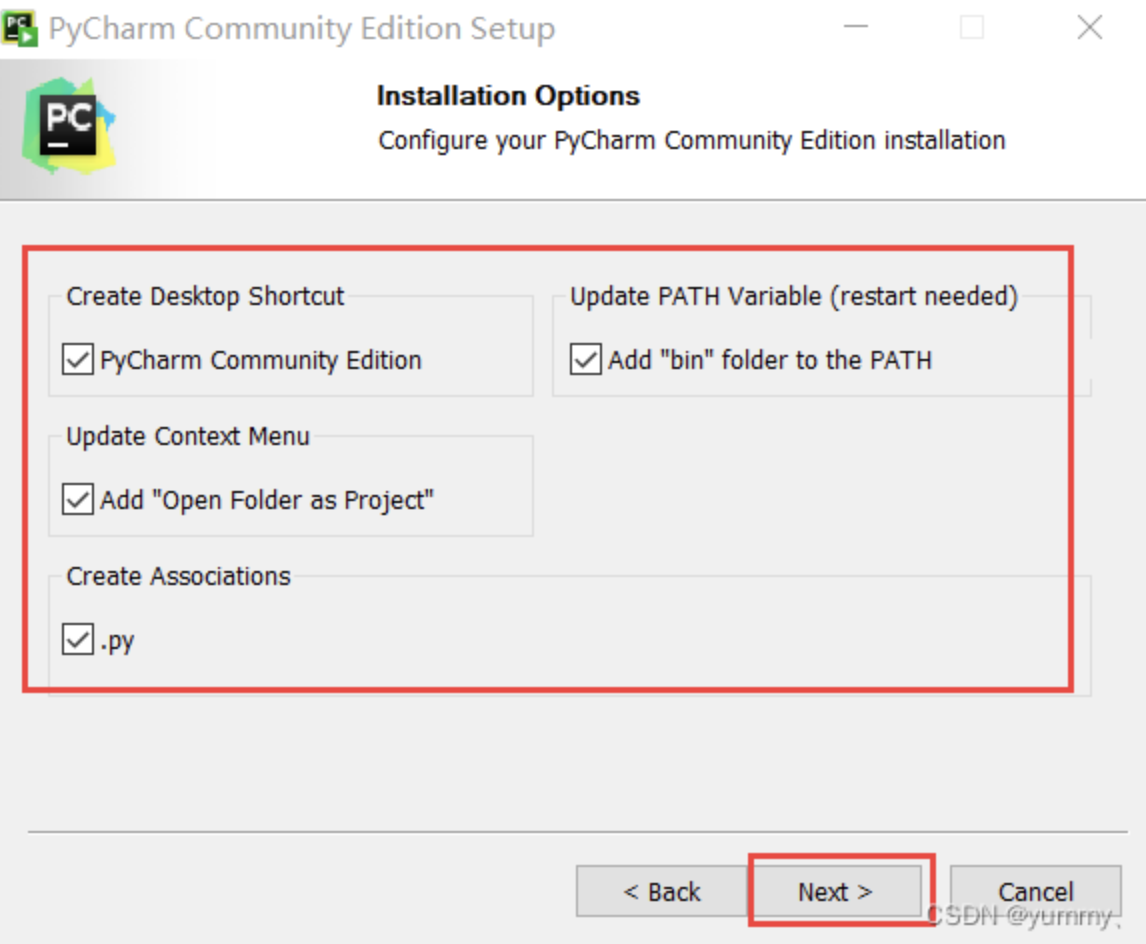 PyCharm Community Edition Setup
PC
Installation Options
Configure your PyCharm Community Edition installation
Create Desktop Shortcut
Update PATH Variable (restart needed)
PyCharm Community Edition
Add "bin" folder to the PATH
Update Context Menu
Add "Open Folder as Project"
Create Associations
.py
< Back
Next >
Cancel
CSDN @yummy、